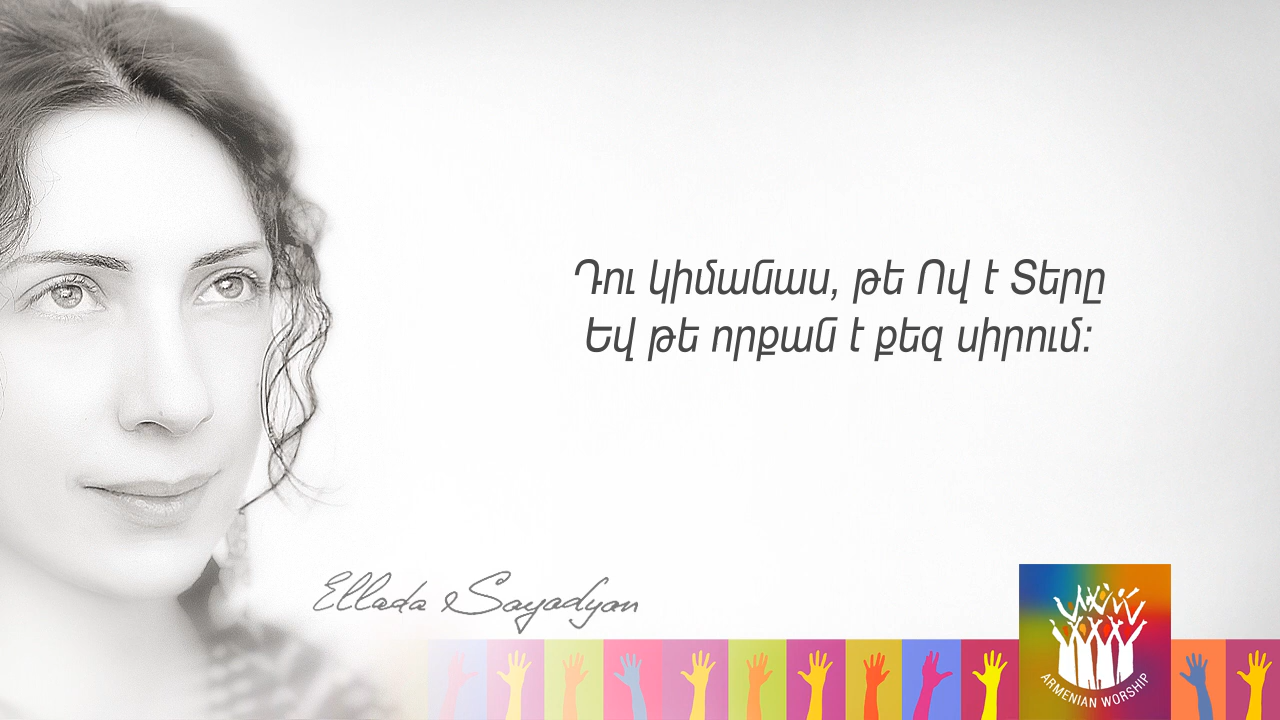 Դու կիմանաս, թե Ով է Տերը
Եվ թե որքան է քեզ սիրում:
Ellada Sayadyan
ARMENIAN WORSHIP